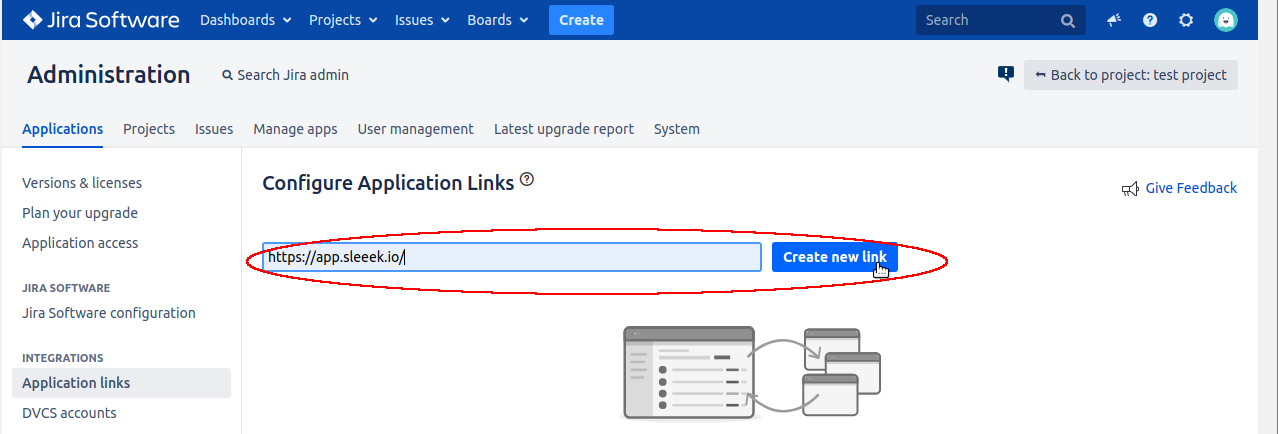 Jira Software Dashboards Projects Issues Boards Create Search
Administration Search Jira admin Back to project: test project
Applications Projects Issues Manage apps User management Latest upgrade report System
Versions & licenses
Plan your upgrade
Application access
JIRA SOFTWARE
Jira Software configuration
INTEGRATIONS
Application links
DVCS accounts
Configure Application Links
Give Feedback
https://app.sleeek.io/ Create new link